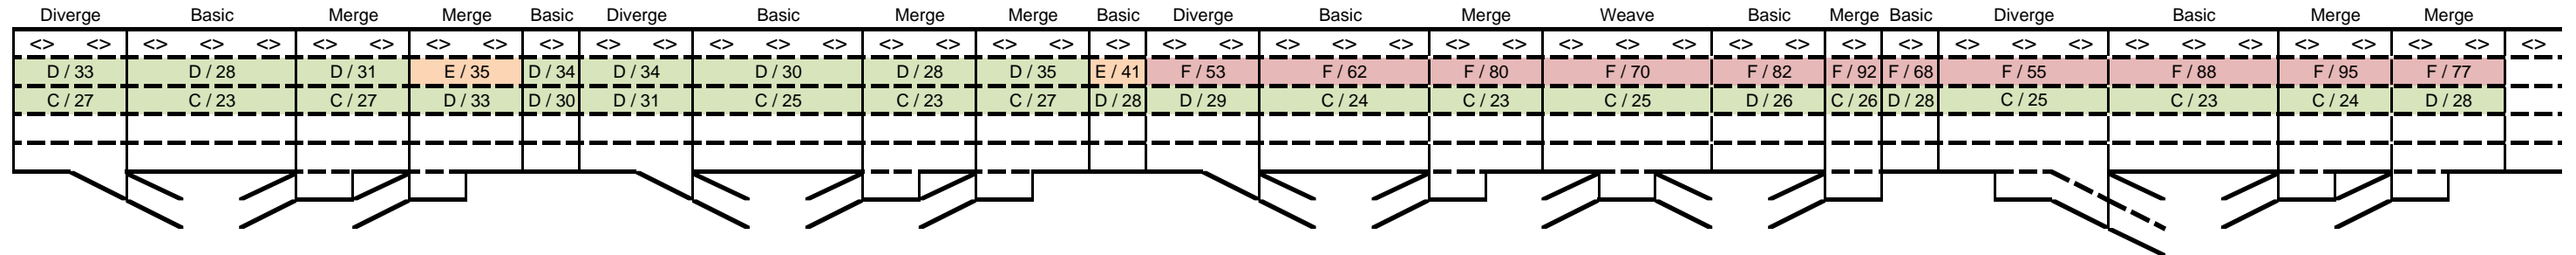 Diverge Basic Merge Merge Basic Diverge Basic Merge Merge Basic Diverge Basic Merge Weave Basic Merge Basic Diverge Basic Merge Merge
<> <> <> <> <> <> <> <> <> <> <> <> <> <> <> <> <> <> <> <> <> <> <> <> <> <> <> <> <> <> <> <> <> <> <> <> <> <> <> <> <> <> <> <> <>
D / 33 D / 28 D / 31 E / 35 D / 34 D / 34 D / 30 D / 28 D / 35 E / 41 F / 53 F / 62 F / 80 F / 70 F / 82 F / 92 F / 68 F / 55 F / 88 F / 95 F / 77
C / 27 C / 23 C / 27 D / 33 D / 30 D / 31 C / 25 C / 23 C / 27 D / 28 D / 29 C / 24 C / 23 C / 25 D / 26 C / 26 D / 28 C / 25 C / 23 C / 24 D / 28